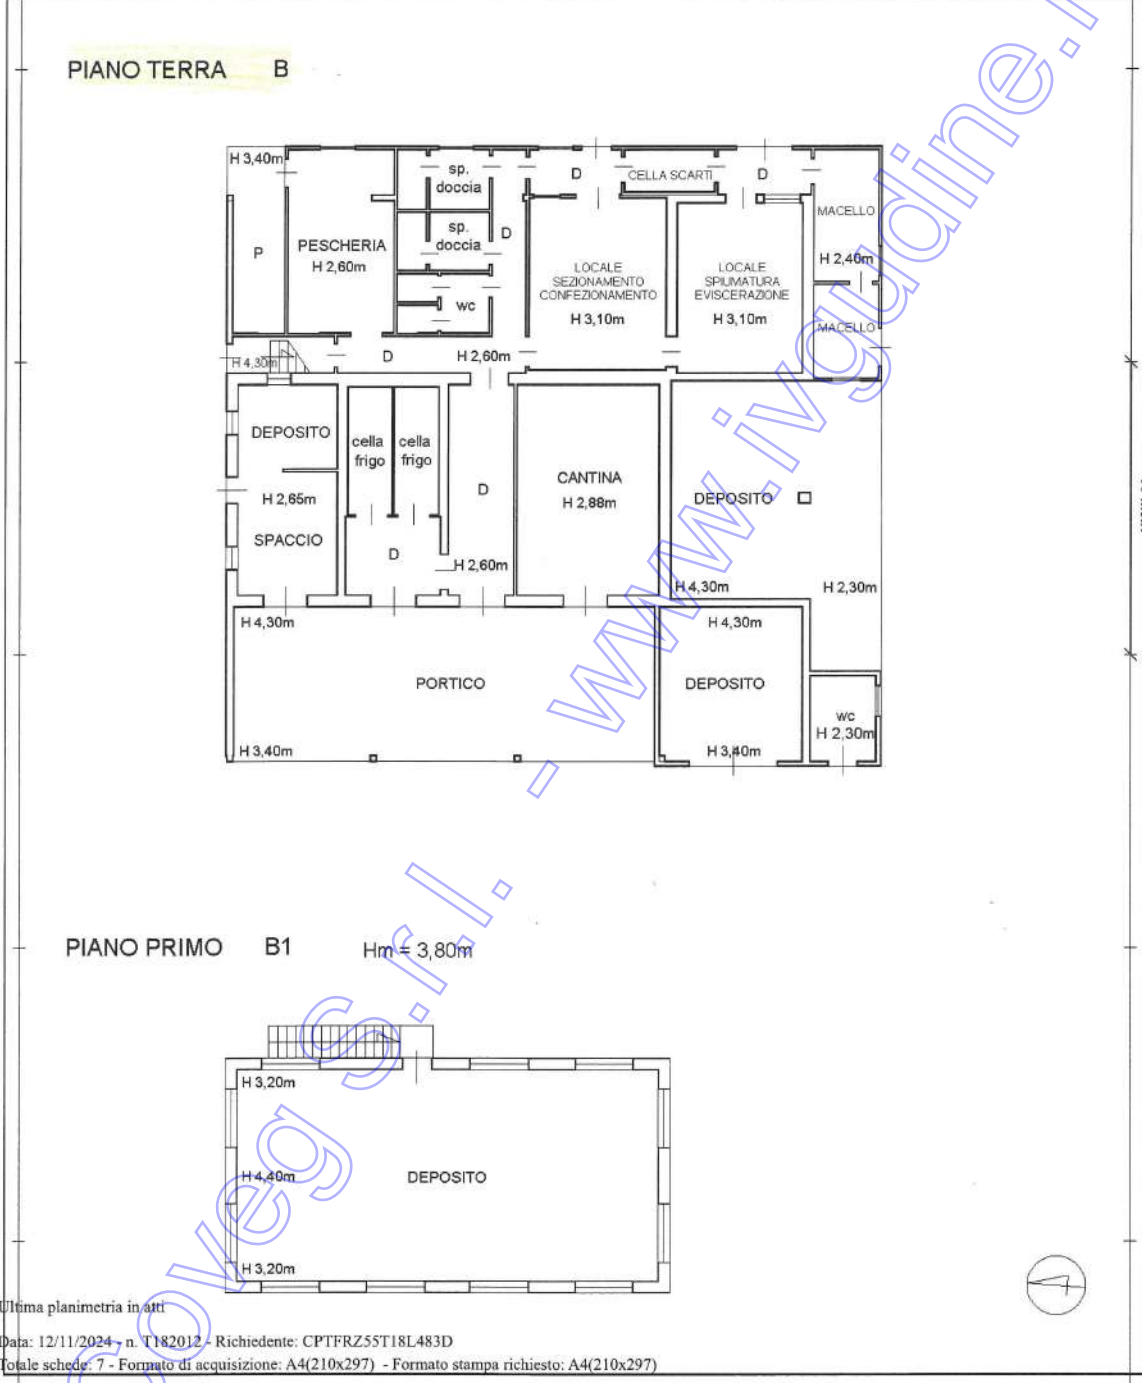 PIANO TERRA B
H 3,40m
P
PESCHERIA
H 2,60m
sp.
doccia
sp.
doccia
D
wc
D
CELLA SCARTI
D
MACELLO
H 2,40m
MACELLO
LOCALE
SEZIONAMENTO
CONFEZIONAMENTO
H 3,10m
LOCALE
SPIUMATURA
EVISCERAZIONE
H 3,10m
H 4,30m
D
H 2,60m
DEPOSITO
H 2,65m
SPACCIO
cella
frigo
cella
frigo
D
D
H 2,60m
CANTINA
H 2,88m
DEPOSITO
H 4,30m
H 2,30m
H 4,30m
PORTICO
H 3,40m
H 4,30m
DEPOSITO
H 3,40m
wc
H 2,30m
PIANO PRIMO B1 Hm = 3,80m
H 3,20m
H 4,40m
DEPOSITO
H 3,20m
Ultima planimetria in atti
Data: 12/11/2024 - n. T182012 - Richiedente: CPTFRZ55T18L483D
Totale schede: 7 - Formato di acquisizione: A4(210x297) - Formato stampa richiesto: A4(210x297)
Coveg s.r.l. - www.ivgudine.i